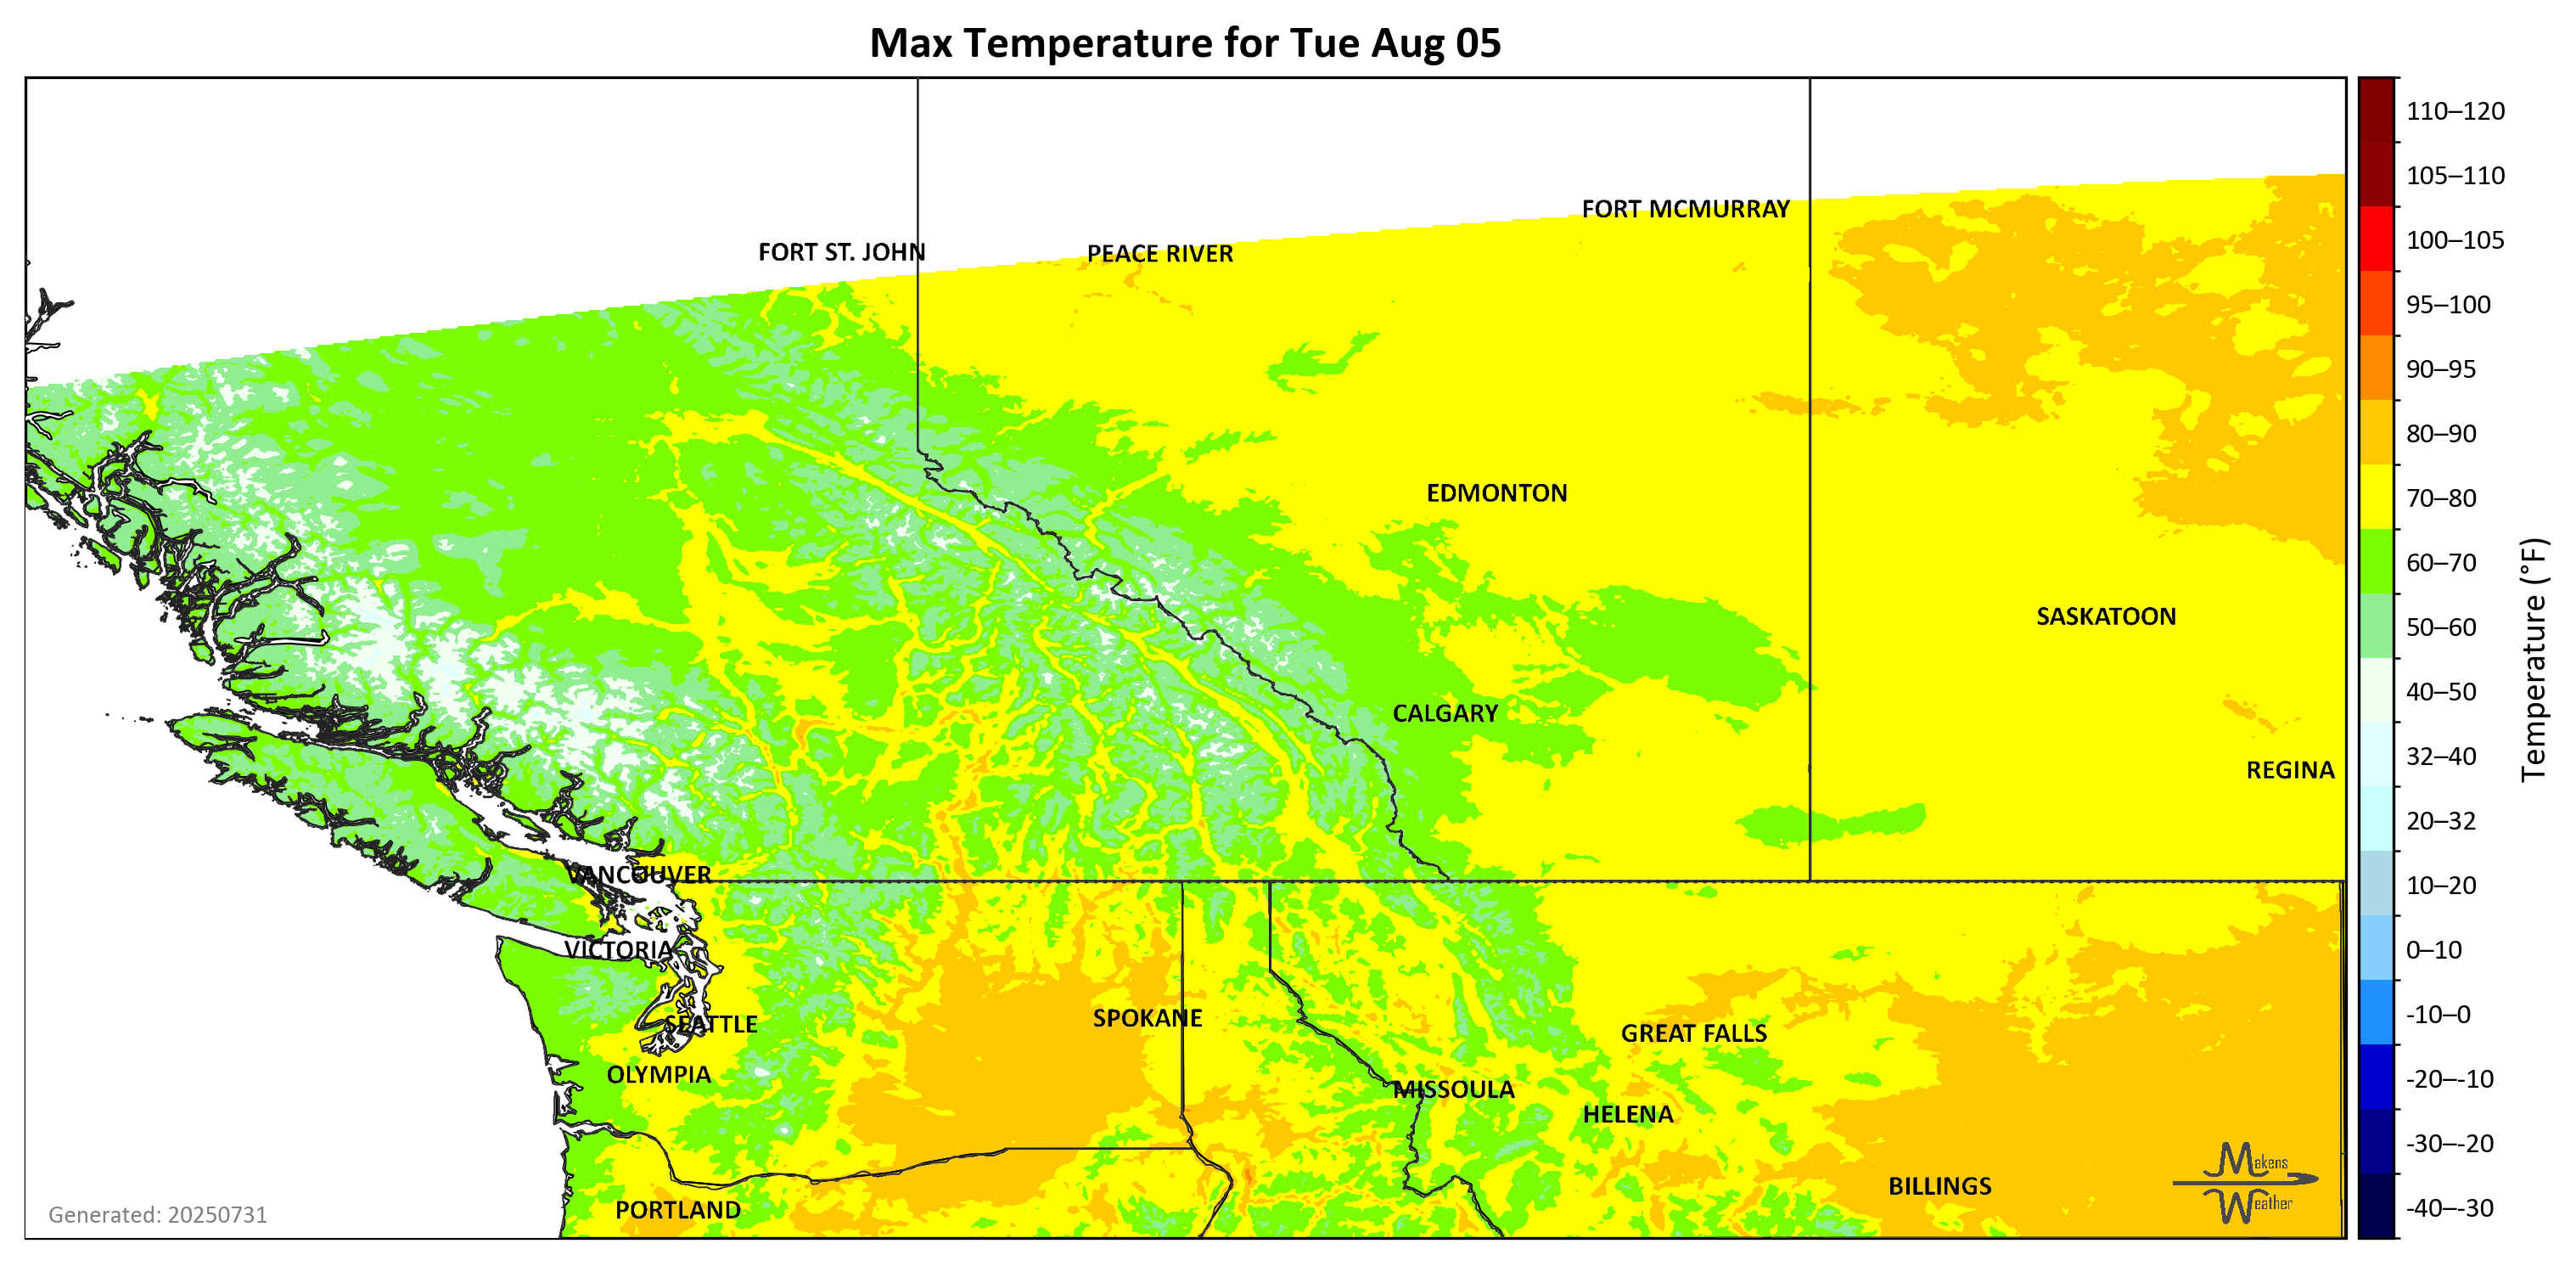 Max Temperature for Tue Aug 05
FORT MCMURRAY
FORT ST. JOHN
PEACE RIVER
EDMONTON
SASKATOON
CALGARY
REGINA
VANCOUVER
VICTORIA
SEATTLE
SPOKANE
GREAT FALLS
OLYMPIA
MISSOULA
HELENA
BILLINGS
PORTLAND
Makens
Weather
Generated: 20250731
110–120
105–110
100–105
95–100
90–95
80–90
70–80
60–70
50–60
40–50
32–40
20–32
10–20
0–10
-10–0
-20–-10
-30–-20
-40–-30
Temperature (°F)